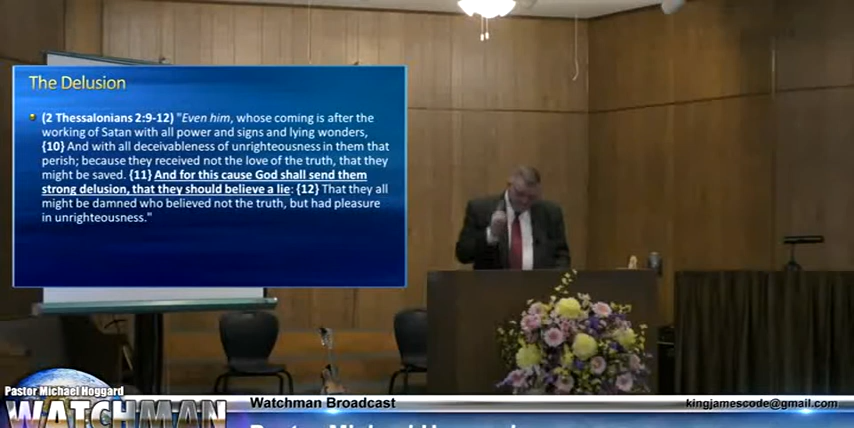 The Delusion
(2 Thessalonians 2:9-12) "Even him, whose coming is after the
working of Satan with all power and signs and lying wonders,
{10} And with all deceivableness of unrighteousness in them that
perish; because they received not the love of the truth, that they
might be saved. {11} And for this cause God shall send them
strong delusion, that they should believe a lie: {12} That they all
might be damned who believed not the truth, but had pleasure
in unrighteousness."
Pastor Michael Hoggard
WATCHMAN
Watchman Broadcast
kingjamescode@gmail.com